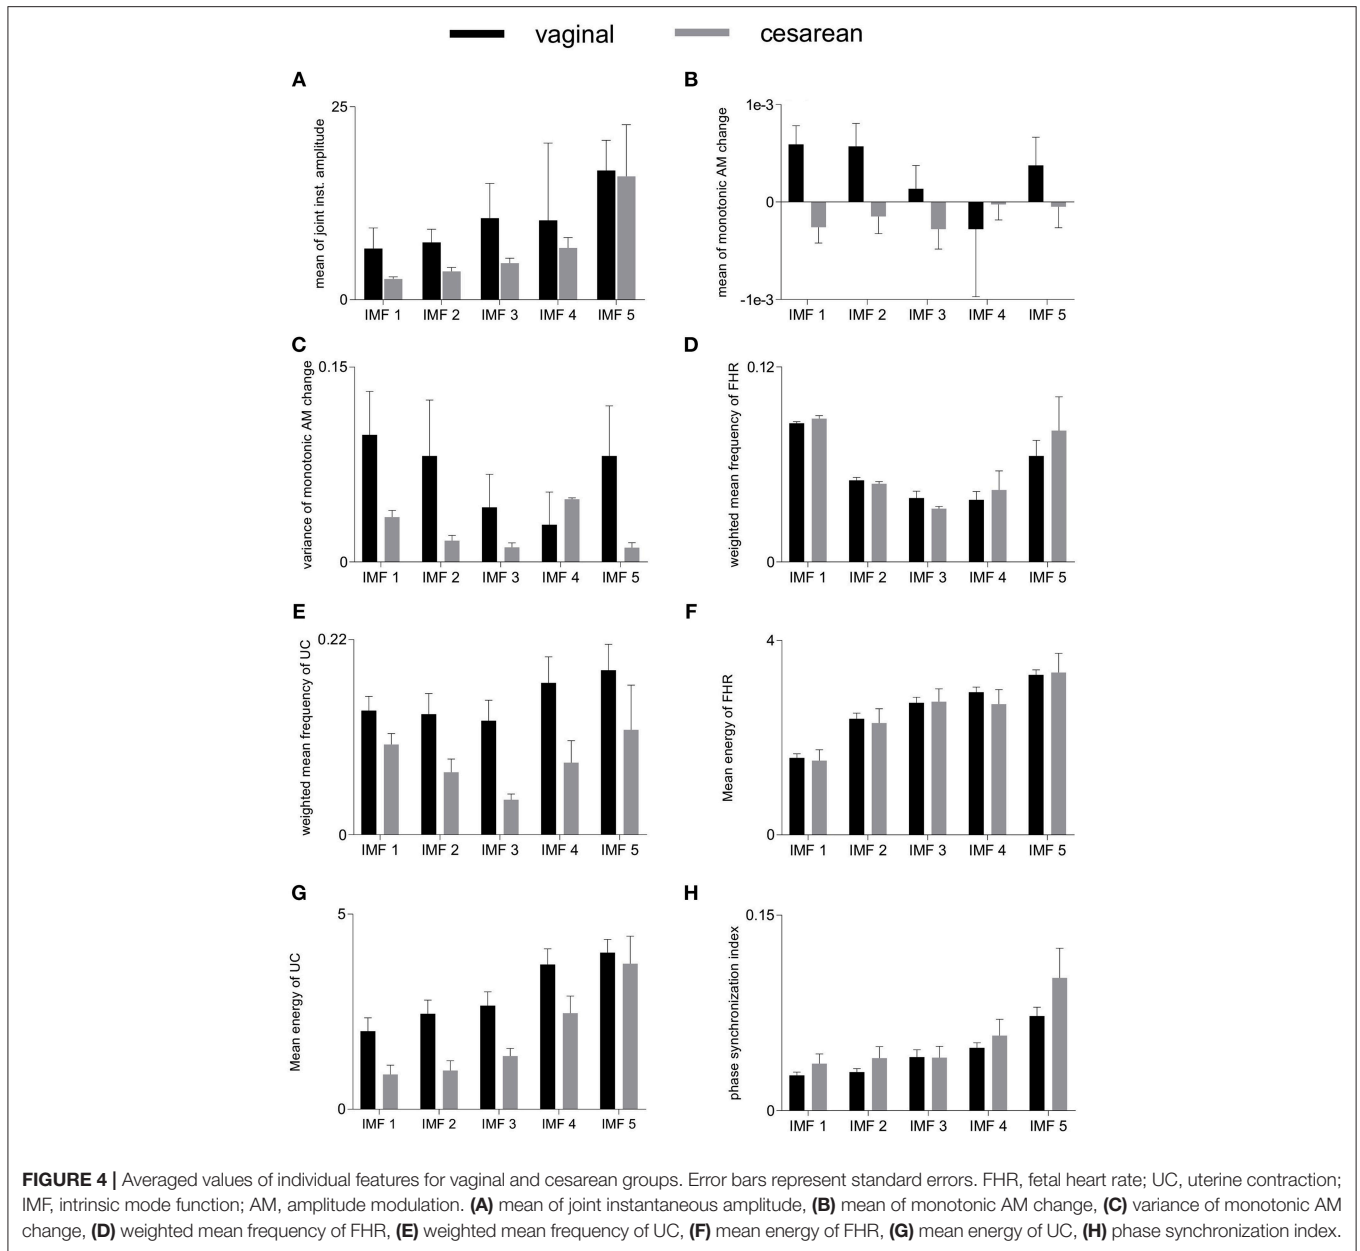 vaginal cesarean
A
25
0
mean of joint inst. amplitude
IMF 1 IMF 2 IMF 3 IMF 4 IMF 5
B
1e-3
0
-1e-3
mean of monotonic AM change
IMF 1 IMF 2 IMF 3 IMF 4 IMF 5
C
0.15
0
variance of monotonic AM change
IMF 1 IMF 2 IMF 3 IMF 4 IMF 5
D
0.12
0
weighted mean frequency of FHR
IMF 1 IMF 2 IMF 3 IMF 4 IMF 5
E
0.22
0
weighted mean frequency of UC
IMF 1 IMF 2 IMF 3 IMF 4 IMF 5
F
4
0
Mean energy of FHR
IMF 1 IMF 2 IMF 3 IMF 4 IMF 5
G
5
0
Mean energy of UC
IMF 1 IMF 2 IMF 3 IMF 4 IMF 5
H
0.15
0
phase synchronization index
IMF 1 IMF 2 IMF 3 IMF 4 IMF 5
FIGURE 4 | Averaged values of individual features for vaginal and cesarean groups. Error bars represent standard errors. FHR, fetal heart rate; UC, uterine contraction;
IMF, intrinsic mode function; AM, amplitude modulation. (A) mean of joint instantaneous amplitude, (B) mean of monotonic AM change, (C) variance of monotonic AM
change, (D) weighted mean frequency of FHR, (E) weighted mean frequency of UC, (F) mean energy of FHR, (G) mean energy of UC, (H) phase synchronization index.